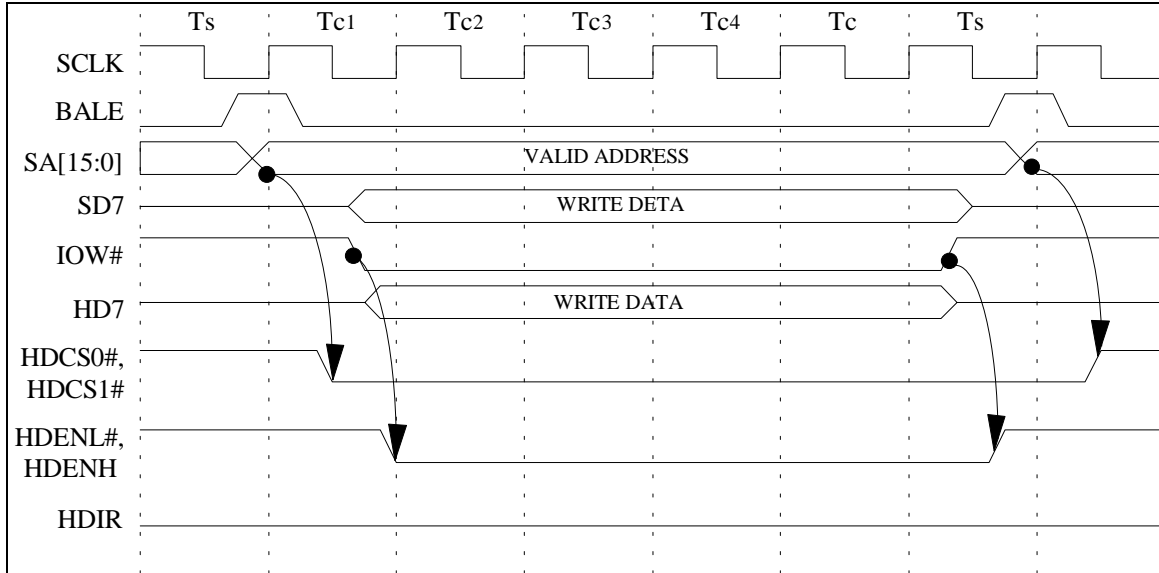 Ts Tc1 Tc2 Tc3 Tc4 Tc Ts
SCLK
BALE
SA[15:0] VALID ADDRESS
SD7 WRITE DETA
IOW#
HD7 WRITE DATA
HDCS0#,
HDCS1#
HDENL#,
HDENH
HDIR